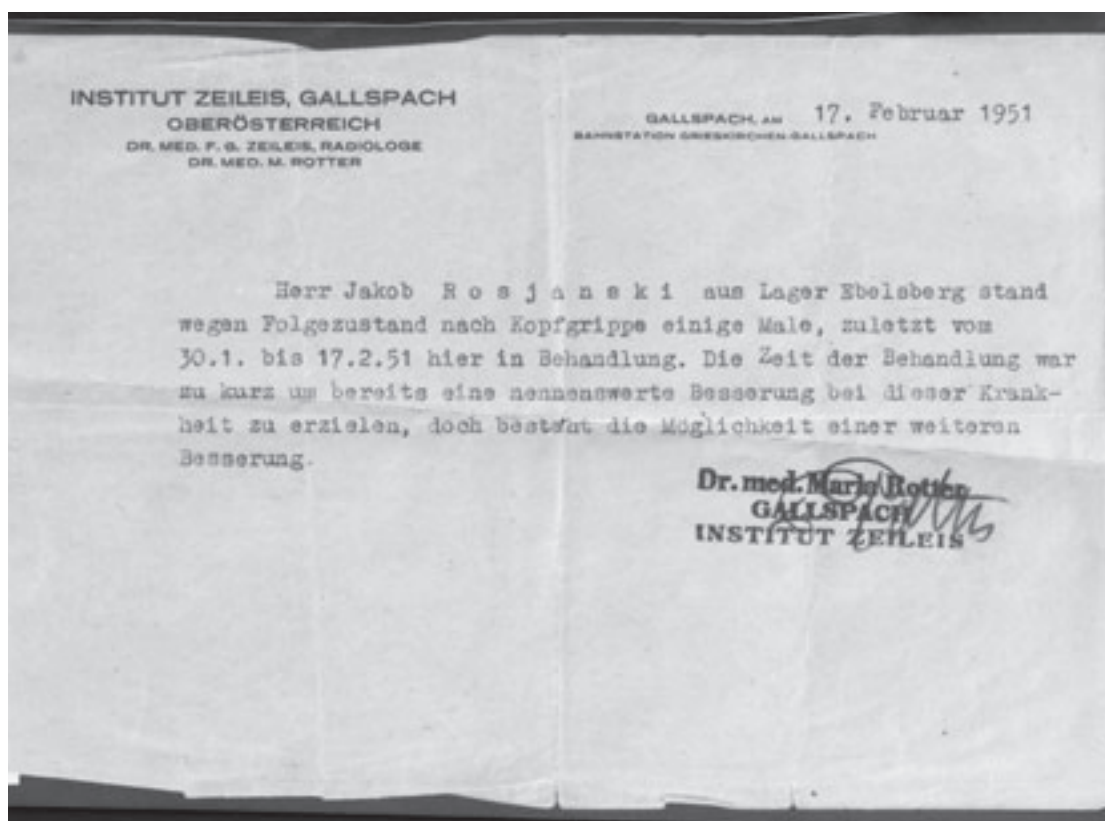 INSTITUT ZEILEIS, GALLSPACH
OBERÖSTERREICH
DR. MED. F. G. ZEILEIS, RADIOLOGE
DR. MED. M. ROTTER
GALLSPACH, AM 17. Februar 1951
BAHNSTATION GRIESKIRCHEN-GALLSPACH
Herr Jakob R o s j a n s k i aus Lager Ebelsberg stand
wegen Folgezustand nach Kopfgrippe einige Male, zuletzt vom
30.1. bis 17.2.51 hier in Behandlung. Die Zeit der Behandlung war
zu kurz um bereits eine nennenswerte Besserung bei dieser Krank-
heit zu erzielen, doch besteht die Möglichkeit einer weiteren
Besserung.
Dr. med. Rotter
GALLSPACH
INSTITUT ZEILEIS